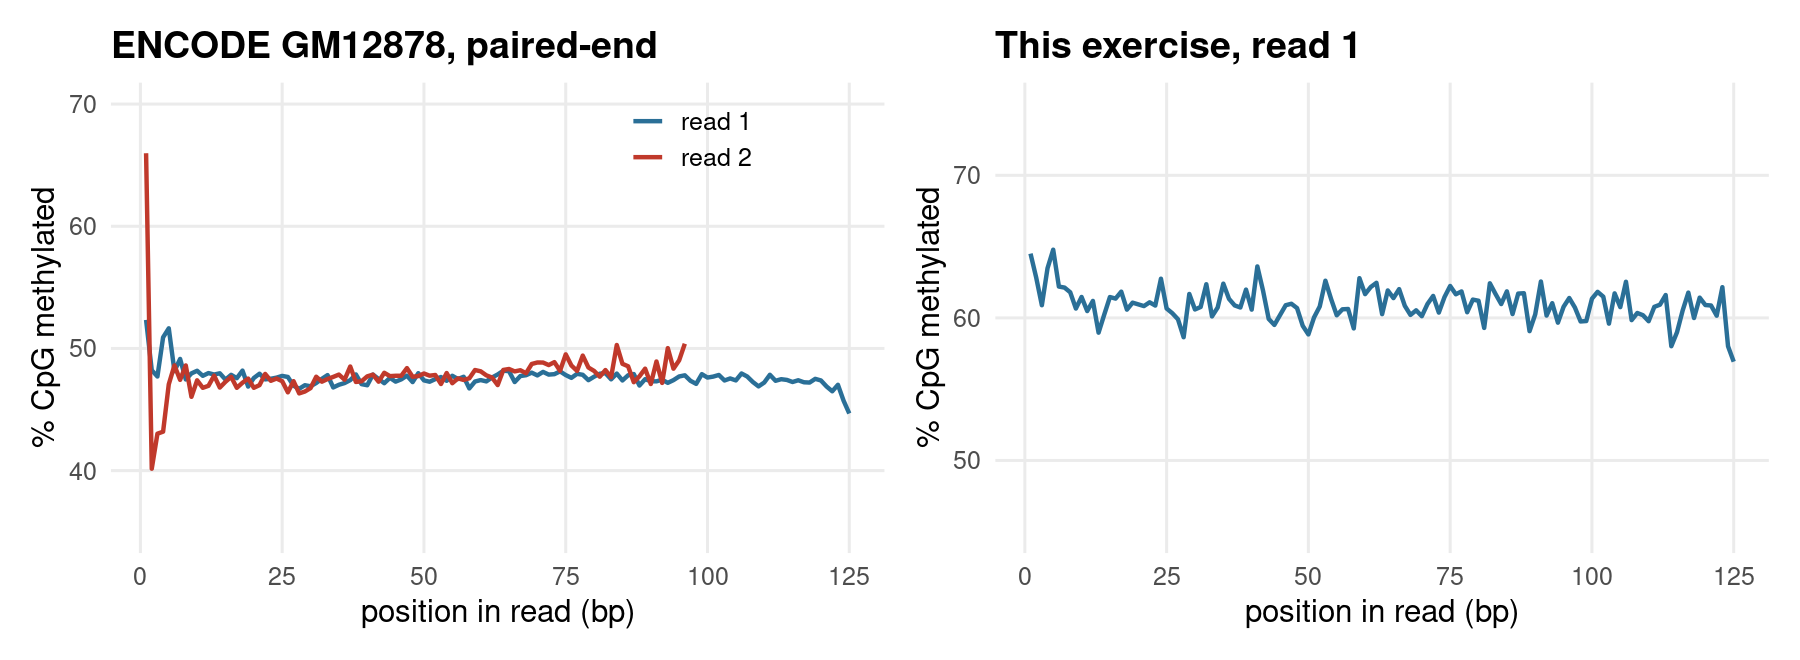 ENCODE GM12878, paired-end
% CpG methylated
70
60
50
40
read 1
read 2
0 25 50 75 100 125
position in read (bp)
This exercise, read 1
% CpG methylated
70
60
50
0 25 50 75 100 125
position in read (bp)